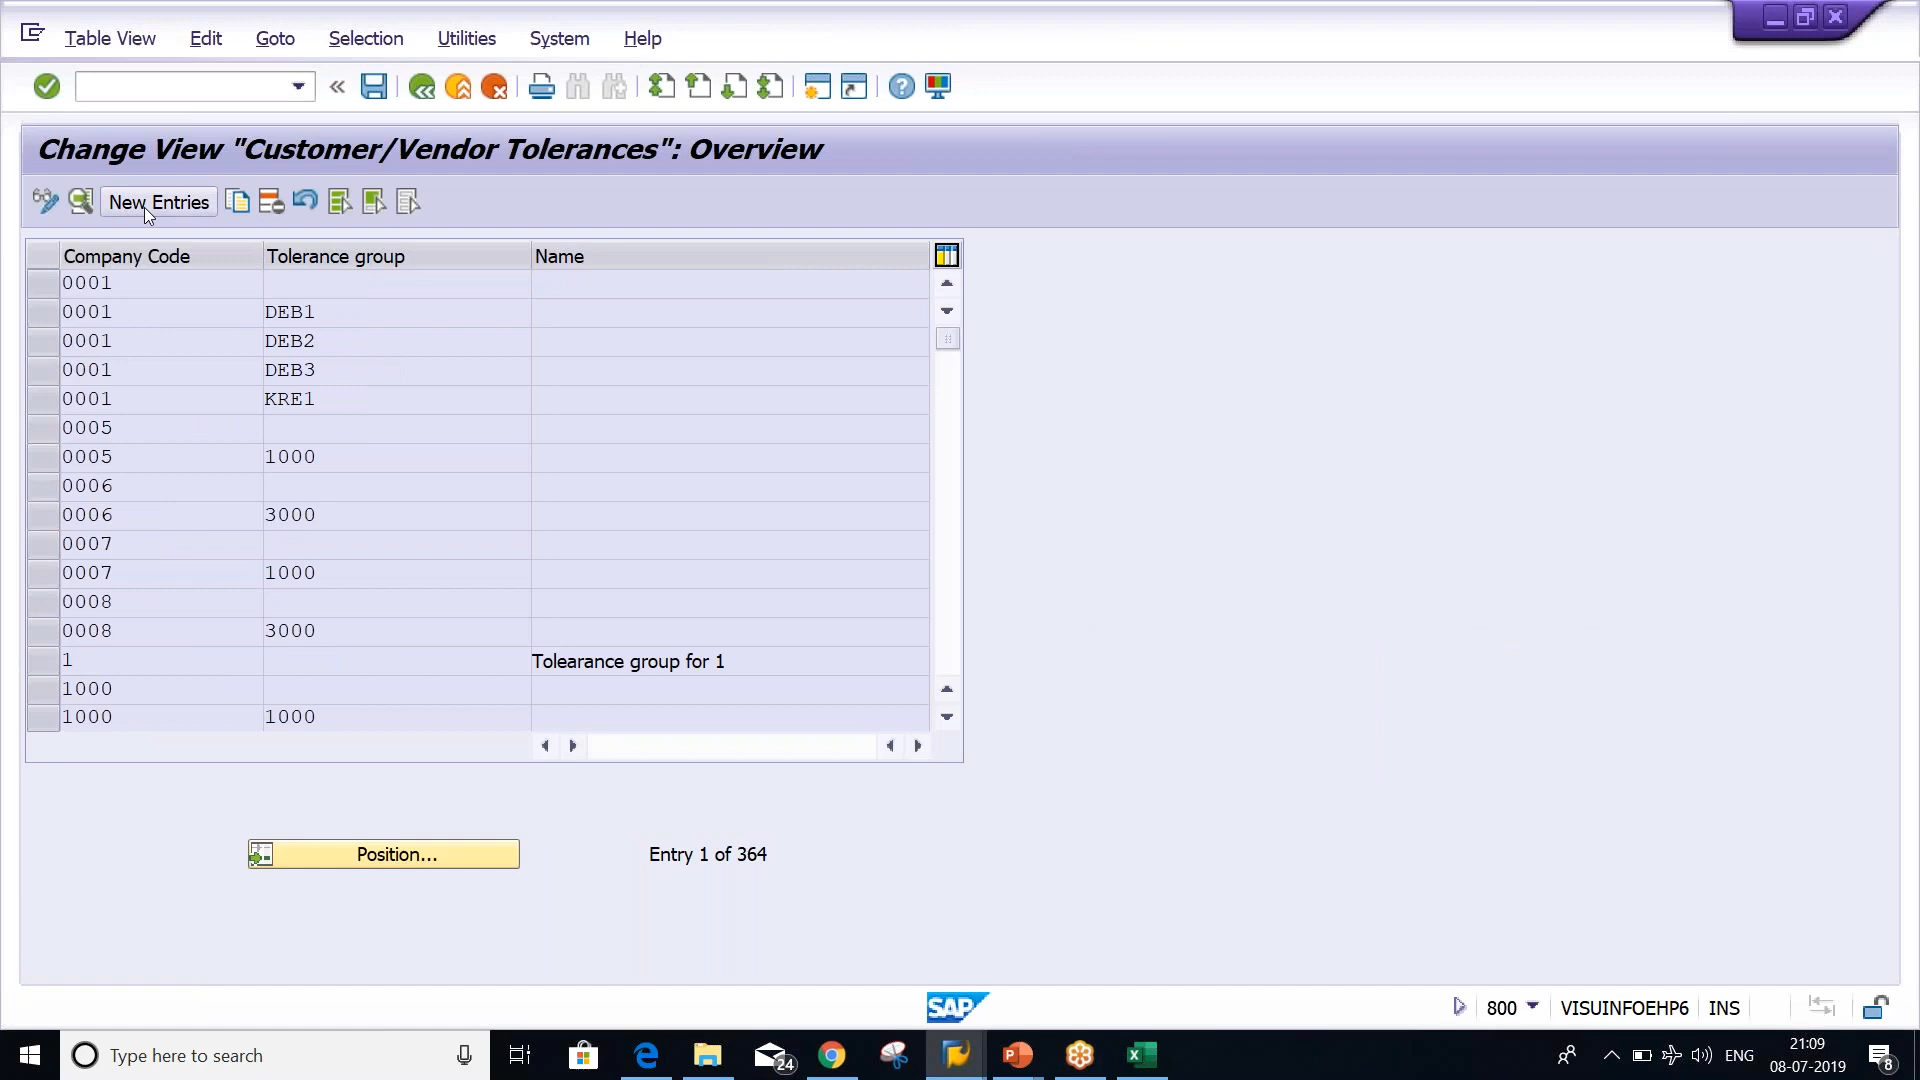 Table View Edit Goto Selection Utilities System Help
Change View "Customer/Vendor Tolerances": Overview
New Entries
Company Code Tolerance group Name
0001
0001 DEB1
0001 DEB2
0001 DEB3
0001 KRE1
0005
0005 1000
0006
0006 3000
0007
0007 1000
0008
0008 3000
1 Tolearance group for 1
1000
1000 1000
Position... Entry 1 of 364
SAP 800 VISUINFOEHP6 INS
Type here to search 24 ENG 21:09
08-07-2019 8